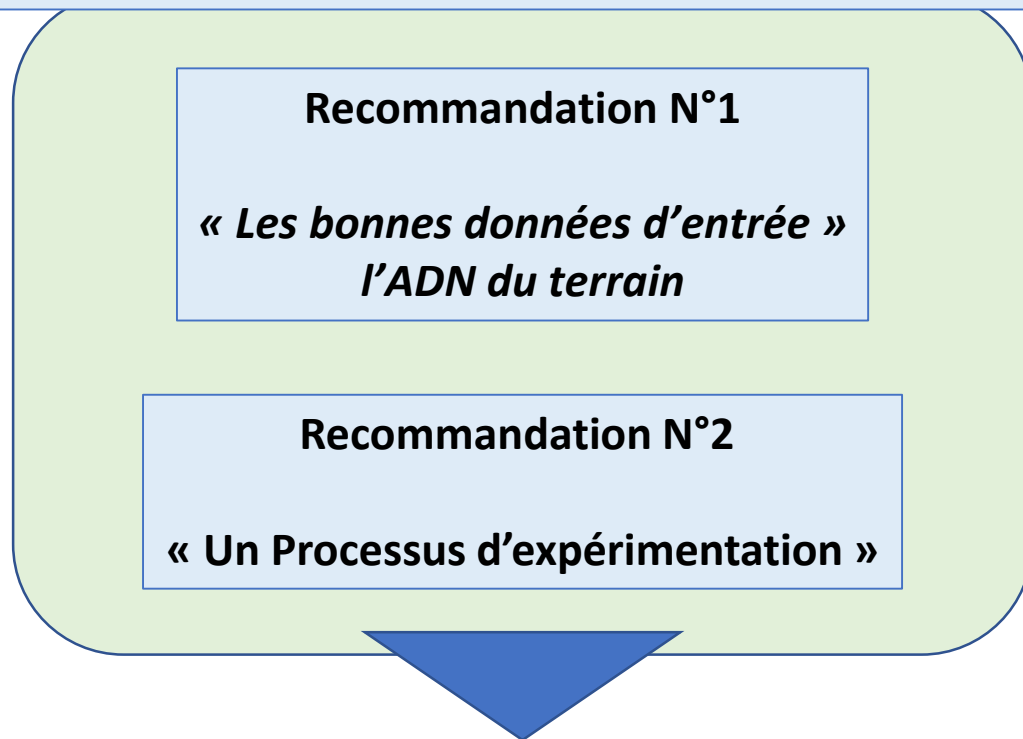 Recommandation N°1
« Les bonnes données d’entrée »
l’ADN du terrain
Recommandation N°2
« Un Processus d’expérimentation »